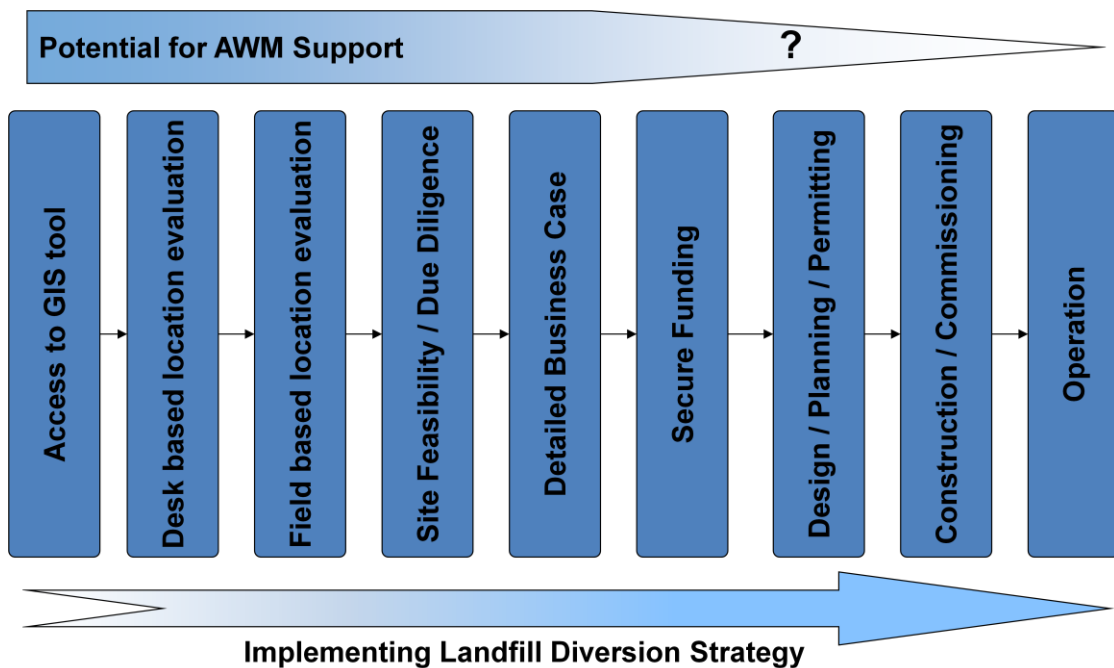 Potential for AWM Support
?
Access to GIS tool
Desk based location evaluation
Field based location evaluation
Site Feasibility / Due Diligence
Detailed Business Case
Secure Funding
Design / Planning / Permitting
Construction / Commissioning
Operation
Implementing Landfill Diversion Strategy